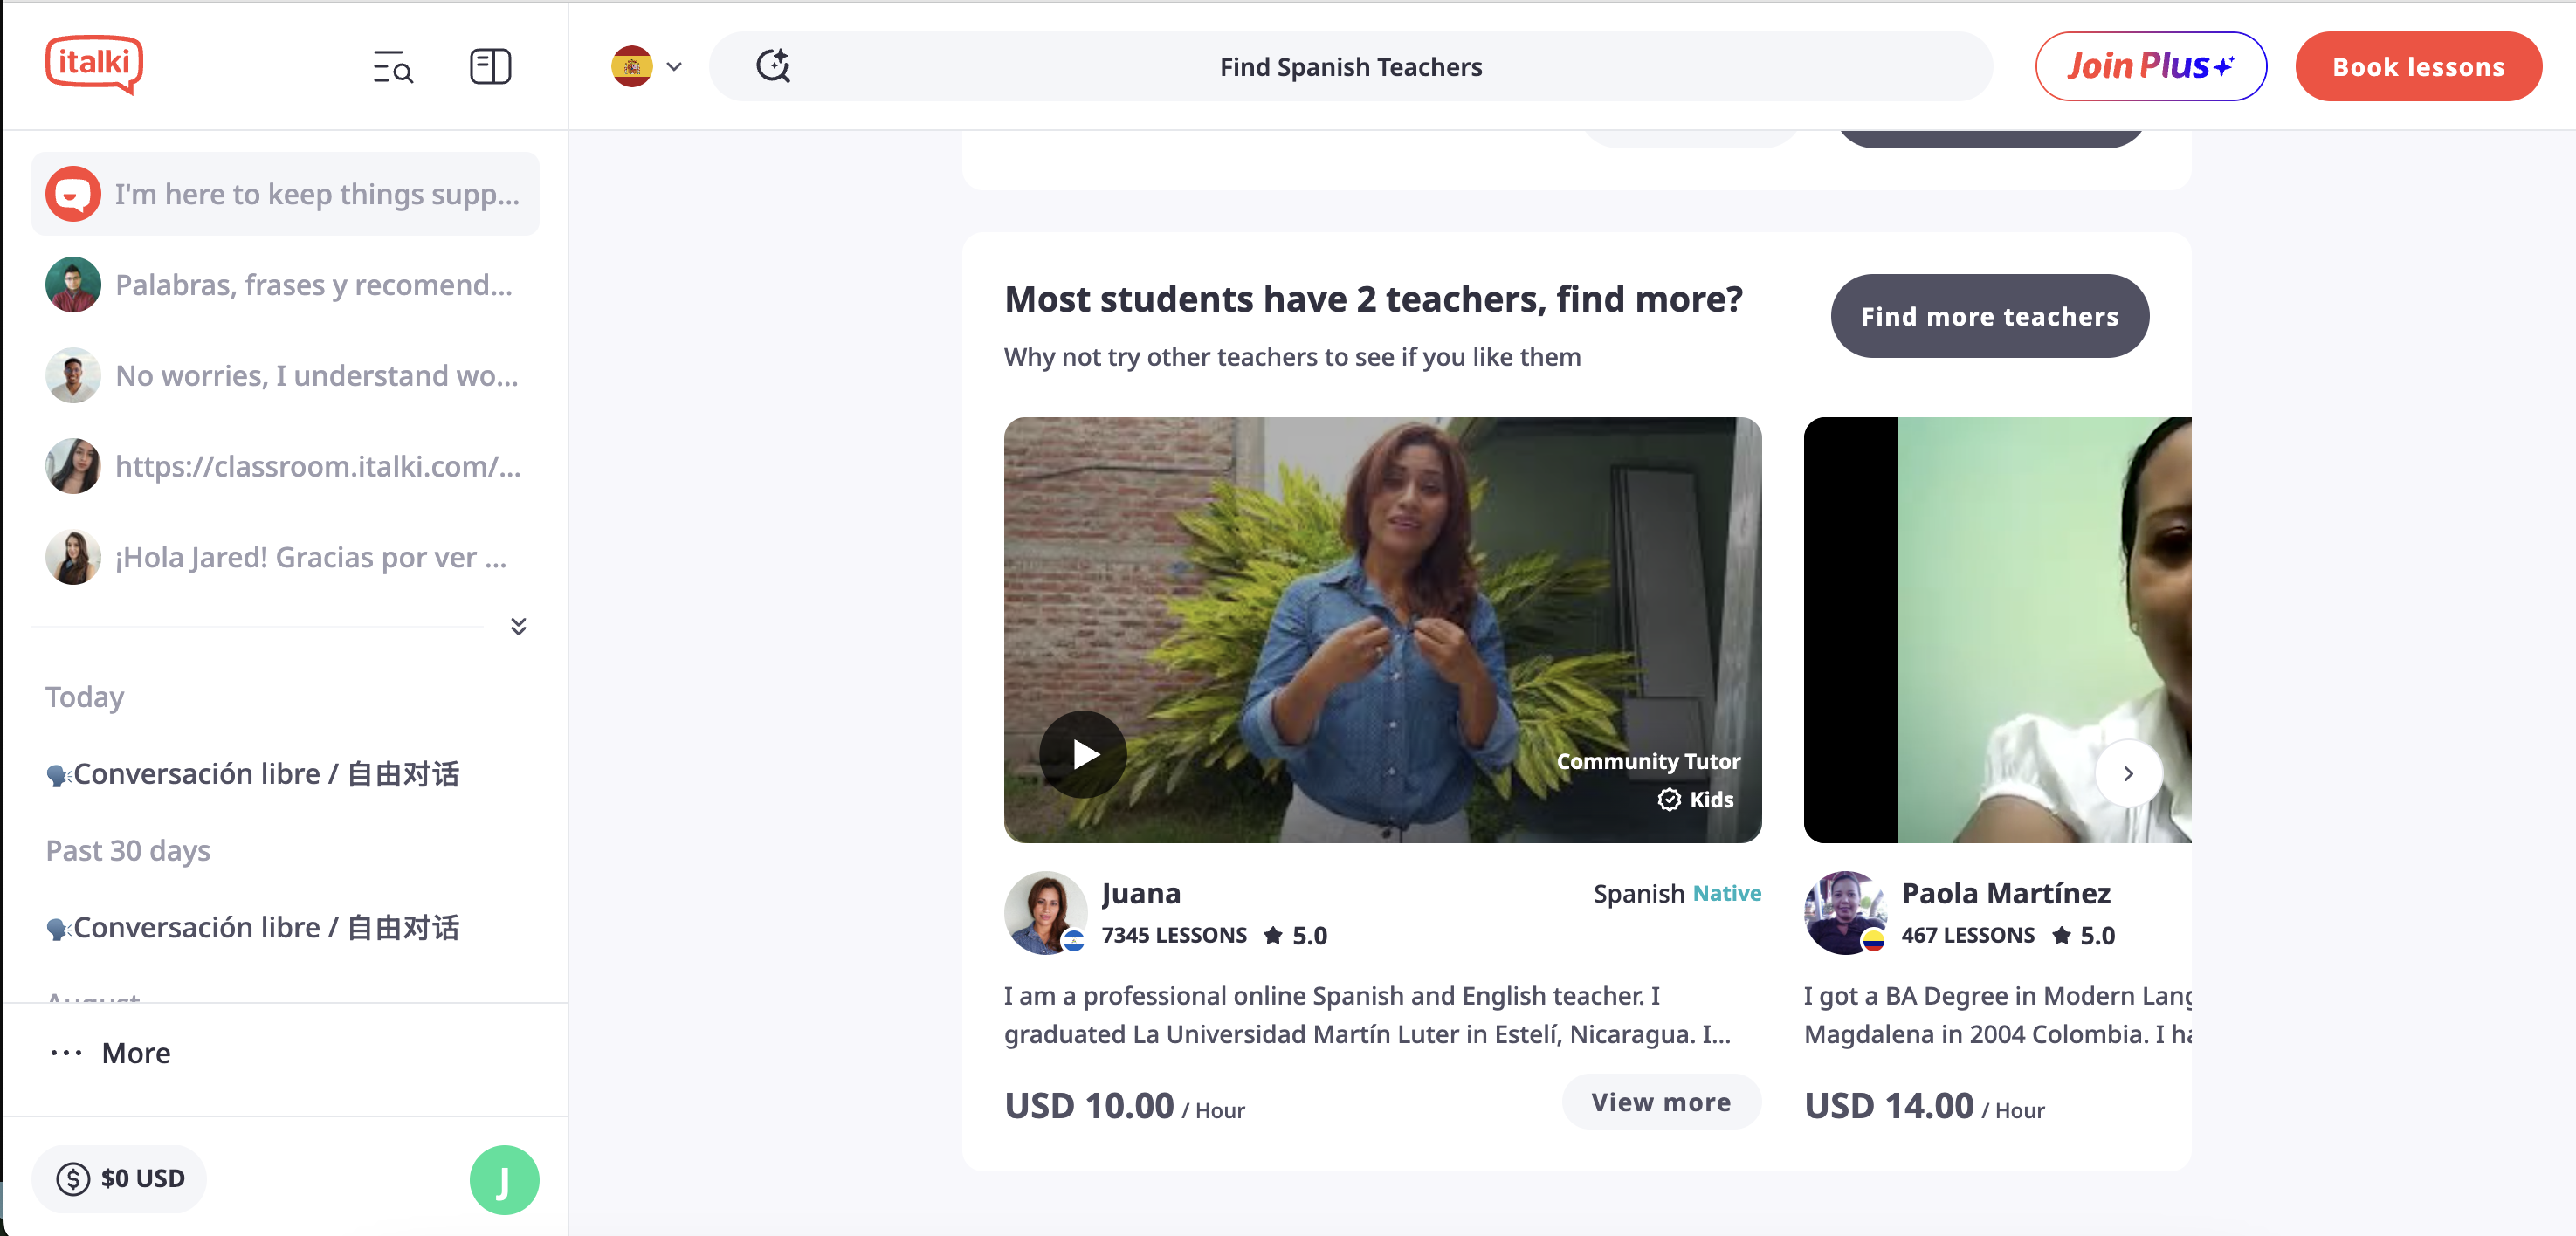 italki
Find Spanish Teachers
Join Plus
Book lessons
I'm here to keep things supp...
Palabras, frases y recomend...
No worries, I understand wo...
https://classroom.italki.com/...
¡Hola Jared! Gracias por ver ...
Today
Conversación libre / 自由对话
Past 30 days
Conversación libre / 自由对话
August
More
$0 USD
J
Most students have 2 teachers, find more?
Why not try other teachers to see if you like them
Find more teachers
Community Tutor
Kids
Juana
Spanish Native
7345 LESSONS 5.0
I am a professional online Spanish and English teacher. I
graduated La Universidad Martín Luter in Estelí, Nicaragua. I...
USD 10.00 / Hour
View more
Paola Martínez
467 LESSONS 5.0
I got a BA Degree in Modern Lang
Magdalena in 2004 Colombia. I ha
USD 14.00 / Hour